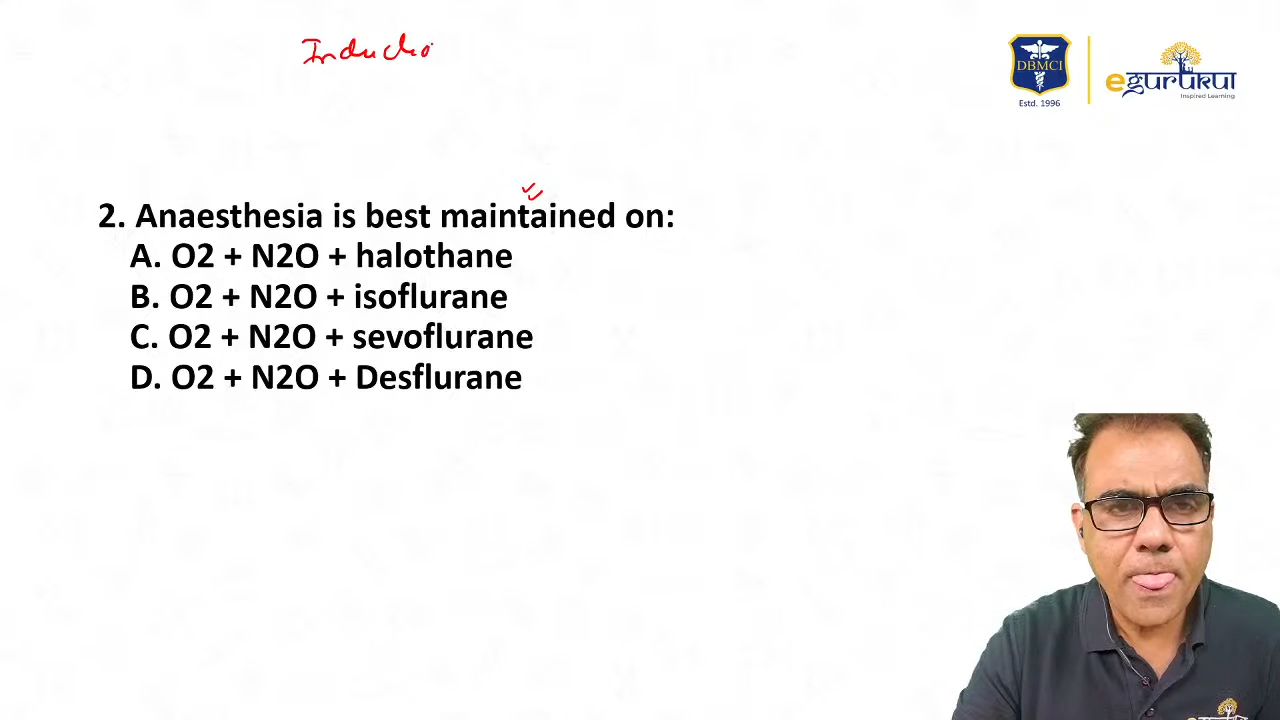 Inductio
DBMCI
Estd. 1996
egurukul
Inspired Learning
2. Anaesthesia is best maintained on:
A. O2 + N2O + halothane
B. O2 + N2O + isoflurane
C. O2 + N2O + sevoflurane
D. O2 + N2O + Desflurane